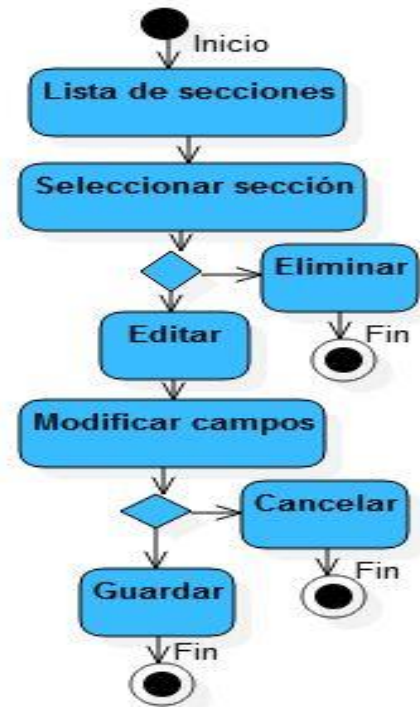 Inicio
Lista de secciones
Seleccionar sección
Eliminar
Fin
Editar
Modificar campos
Cancelar
Fin
Guardar
Fin